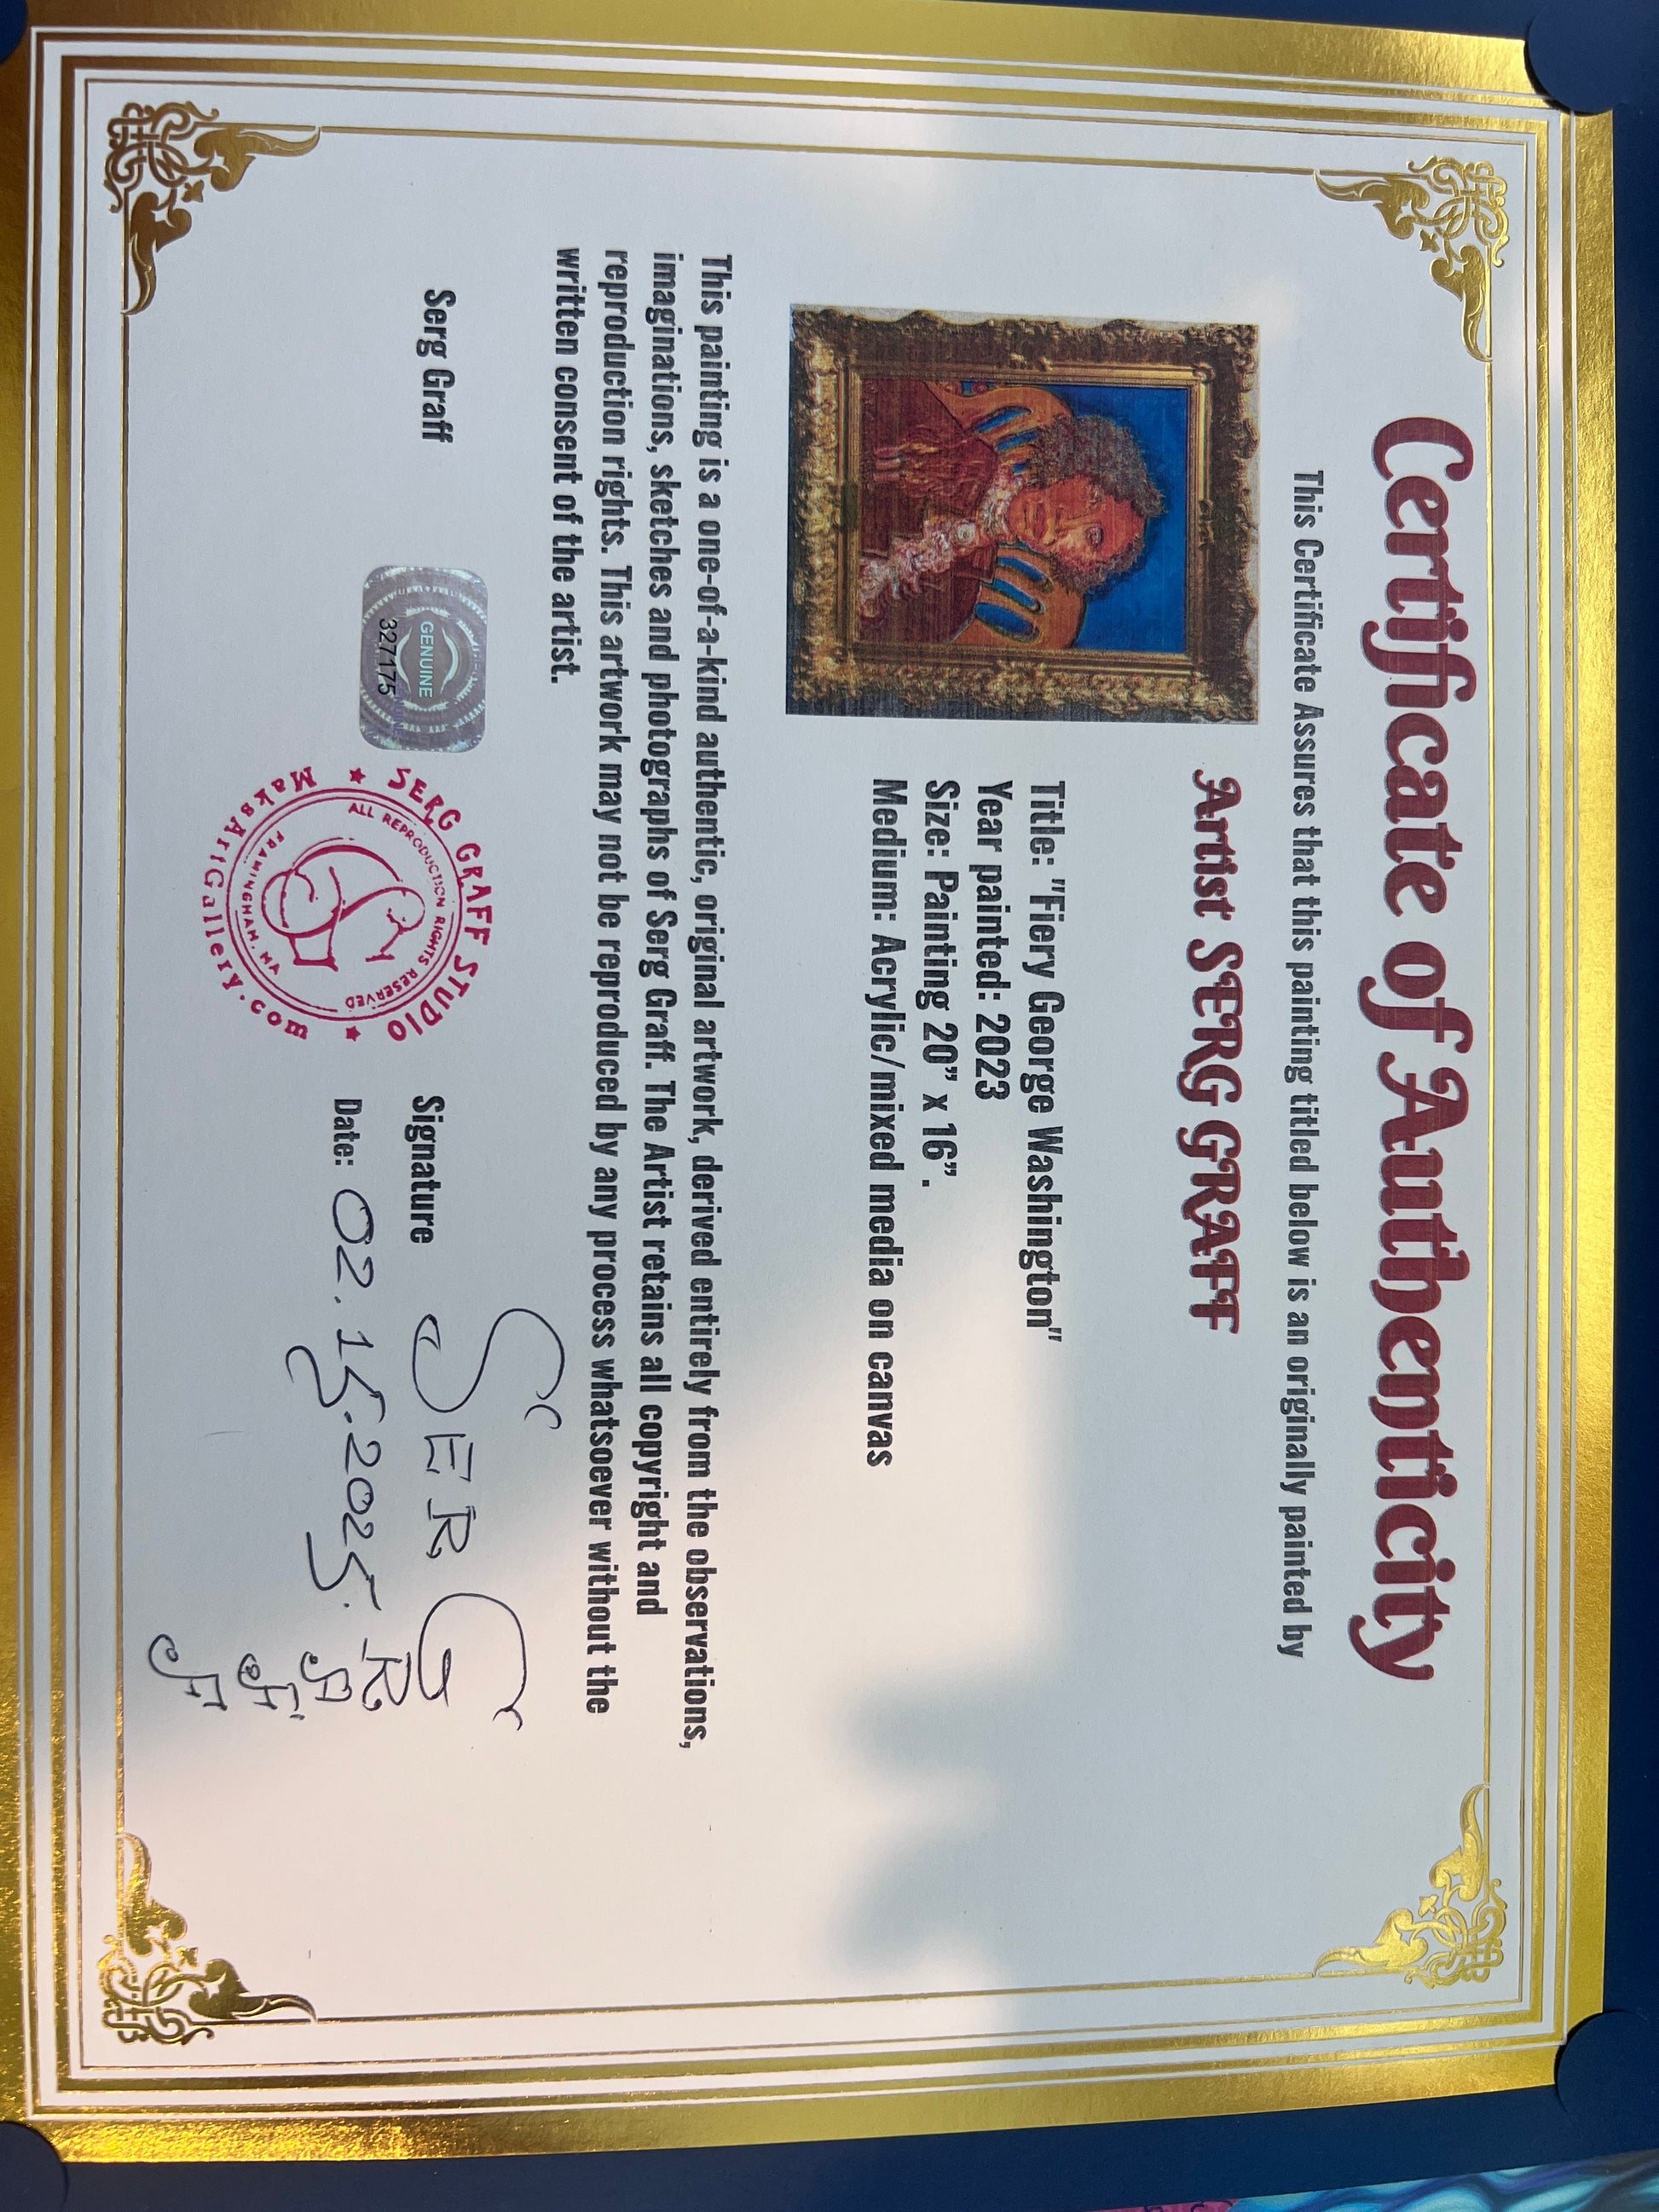 Certificate of Authenticity
This Certificate Assures that this painting titled below is an originally painted by
Artist SERG GRAFF
Title: "Fiery George Washington"
Year painted: 2023
Size: Painting 20” x 16”.
Medium: Acrylic/mixed media on canvas
This painting is a one-of-a-kind authentic, original artwork, derived entirely from the observations,
imaginations, sketches and photographs of Serg Graff. The Artist retains all copyright and
reproduction rights. This artwork may not be reproduced by any process whatsoever without the
written consent of the artist.
Serg Graff
GENUINE
327175
SERG GRAFF STUDIO
ALL REPRODUCTION RIGHTS RESERVED
FRAMINGHAM, MA
MaksArtGallery.com
Signature SERG GRAFF
Date: 02.15.2025